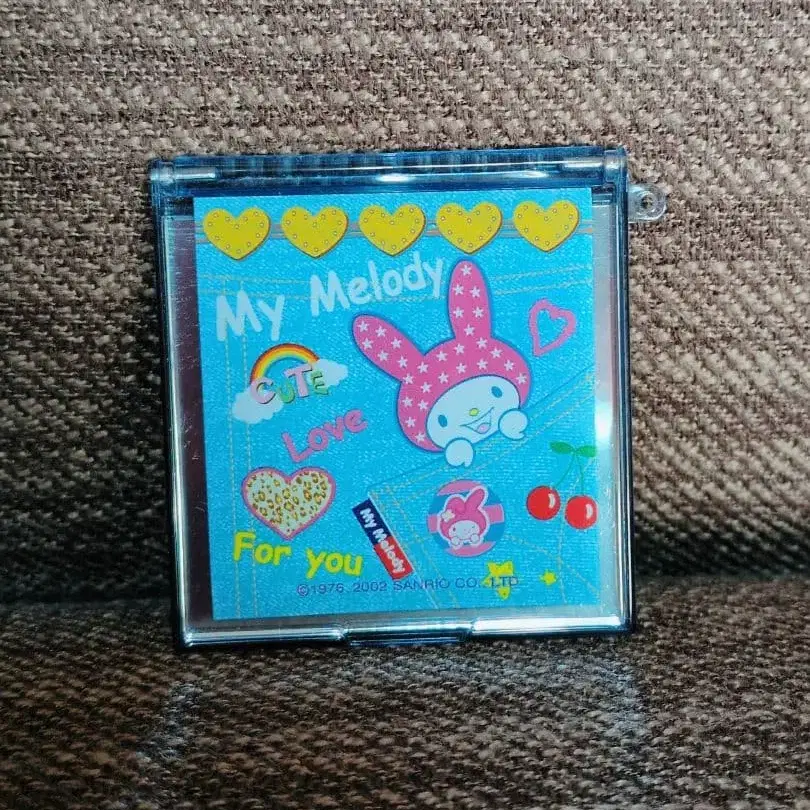 My Melody
CUTE
Love
For you
My Melody
©1976, 2002 SANRIO CO., LTD.